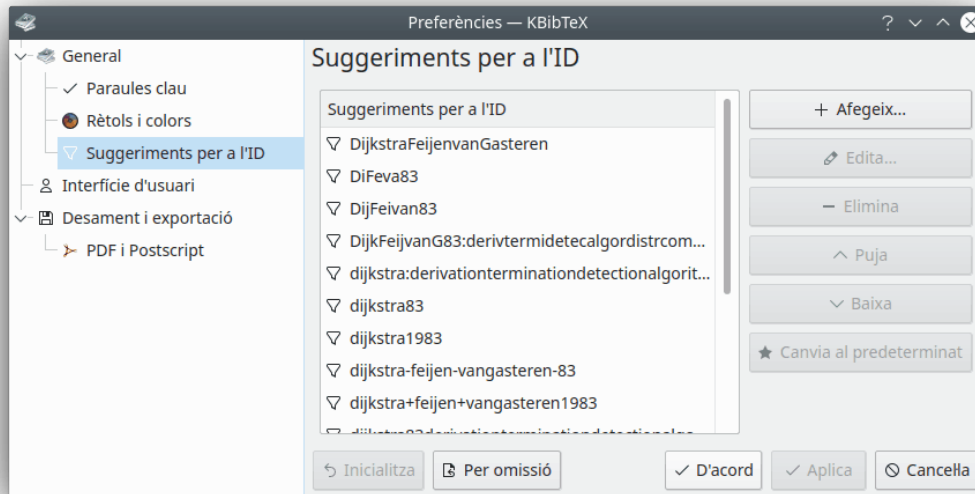 Preferències — KBibTeX
General
Paraules clau
Rètols i colors
Suggeriments per a l'ID
Interfície d'usuari
Desament i exportació
PDF i Postscript
Suggeriments per a l'ID
Suggeriments per a l'ID
DijkstraFeijenvanGasteren
DiFeva83
DijFeivan83
DijkFeijvanG83:derivtermidetecalgordistrcom...
dijkstra:derivationterminationdetectionalgorit...
dijkstra83
dijkstra1983
dijkstra-feijen-vangasteren-83
dijkstra+feijen+vangasteren1983
Afegeix...
Edita...
Elimina
Puja
Baixa
Canvia al predeterminat
Inicialitza
Per omissió
D'acord
Aplica
Cancel·la